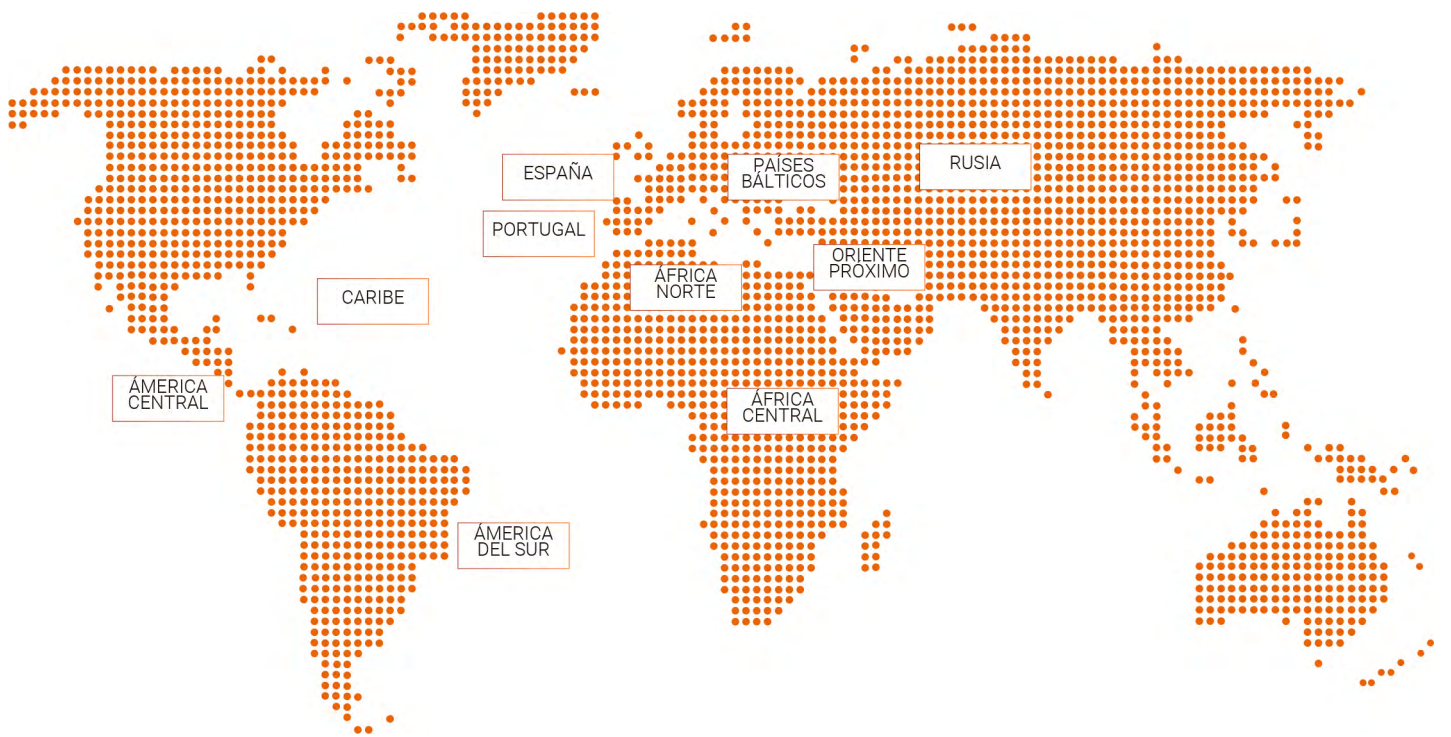 ESPAÑA
PAÍSES
BÁLTICOS
RUSIA
PORTUGAL
ORIENTE
PRÓXIMO
ÁFRICA
NORTE
CARIBE
ÁMERICA
CENTRAL
ÁFRICA
CENTRAL
ÁMERICA
DEL SUR